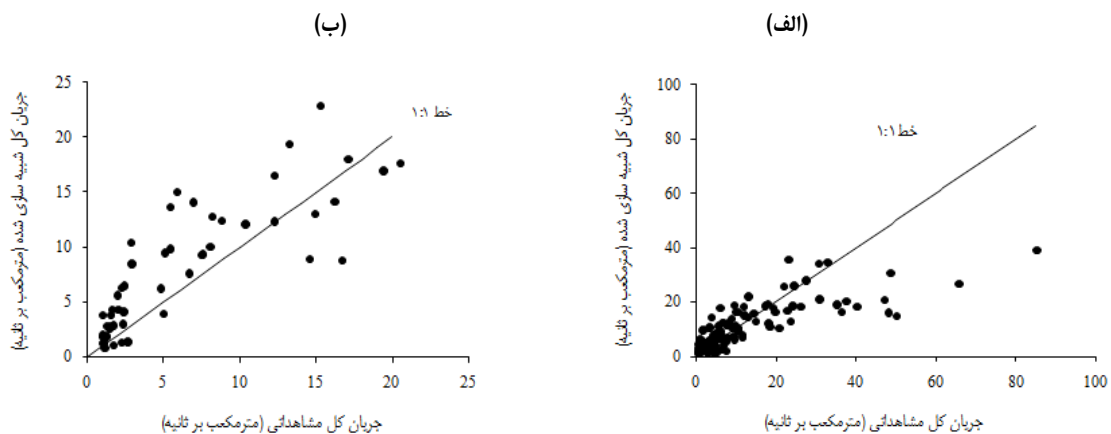 (الف)
100
80
60
40
20
0
0 20 40 60 80 100
خط ۱:۱
جریان کل شبیه سازی شده (مترمکعب بر ثانیه)
جریان کل مشاهداتی (مترمکعب بر ثانیه)
(ب)
25
20
15
10
5
0
0 5 10 15 20 25
خط ۱:۱
جریان کل شبیه سازی شده (مترمکعب بر ثانیه)
جریان کل مشاهداتی (مترمکعب بر ثانیه)